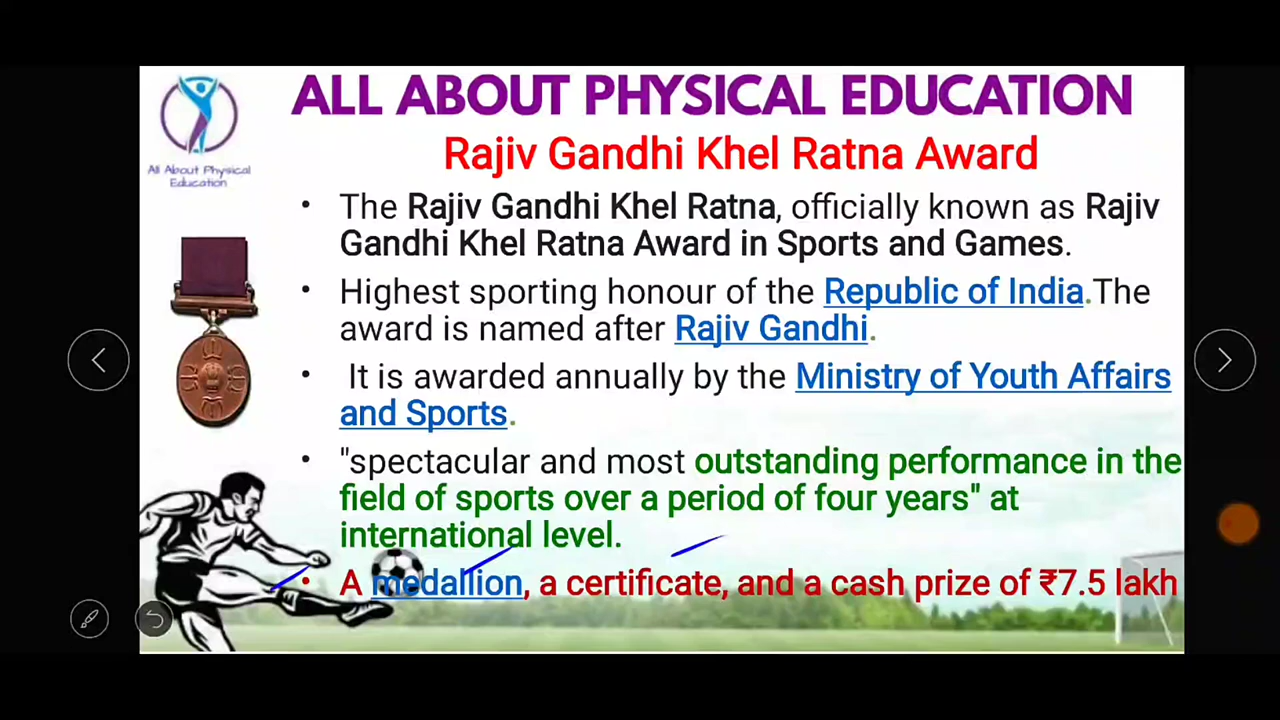 ALL ABOUT PHYSICAL EDUCATION
All About Physical
Education
Rajiv Gandhi Khel Ratna Award
• The Rajiv Gandhi Khel Ratna, officially known as Rajiv
Gandhi Khel Ratna Award in Sports and Games.
• Highest sporting honour of the Republic of India.The
award is named after Rajiv Gandhi.
• It is awarded annually by the Ministry of Youth Affairs
and Sports.
• "spectacular and most outstanding performance in the
field of sports over a period of four years" at
international level.
• A medallion, a certificate, and a cash prize of ₹7.5 lakh